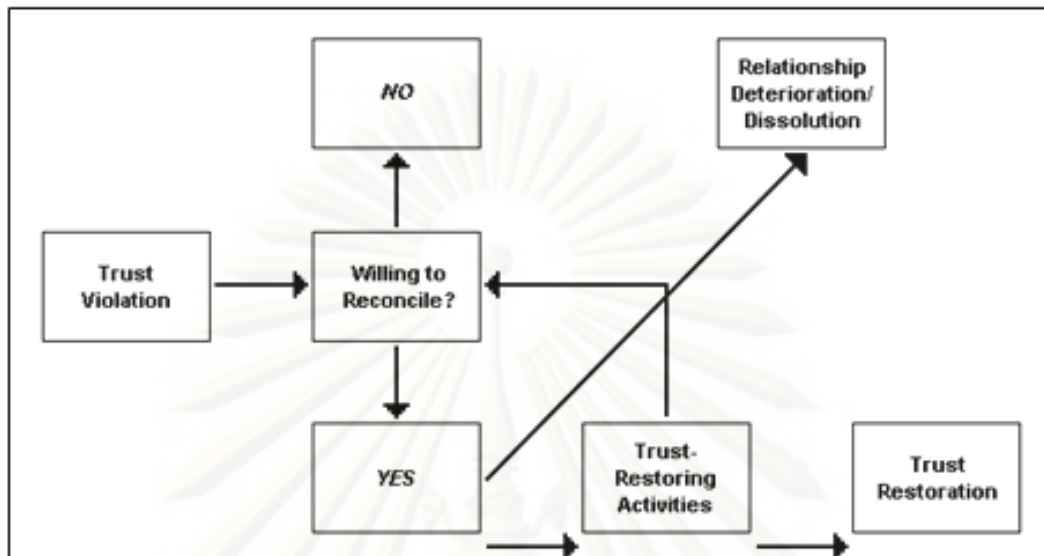 NO
Relationship
Deterioration/
Dissolution
Trust
Violation
Willing to
Reconcile?
YES
Trust-
Restoring
Activities
Trust
Restoration